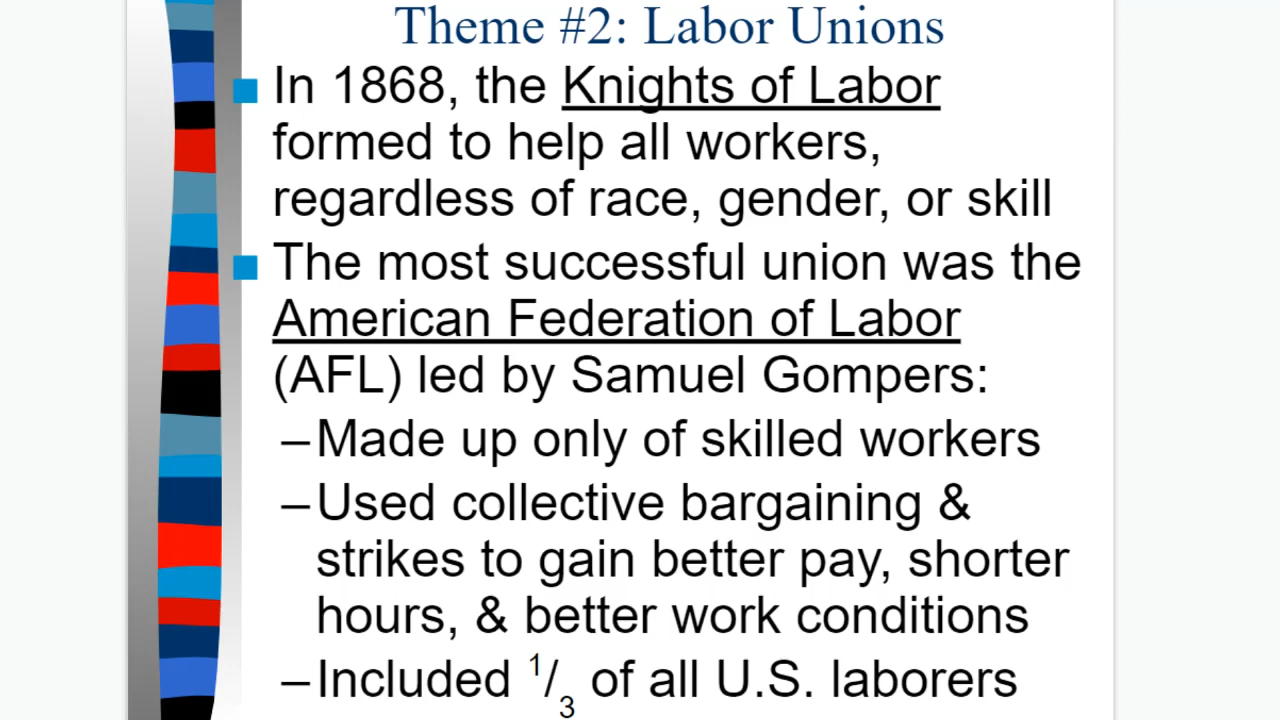 Theme #2: Labor Unions
In 1868, the Knights of Labor
formed to help all workers,
regardless of race, gender, or skill
The most successful union was the
American Federation of Labor
(AFL) led by Samuel Gompers:
–Made up only of skilled workers
–Used collective bargaining &
strikes to gain better pay, shorter
hours, & better work conditions
–Included 1/3 of all U.S. laborers